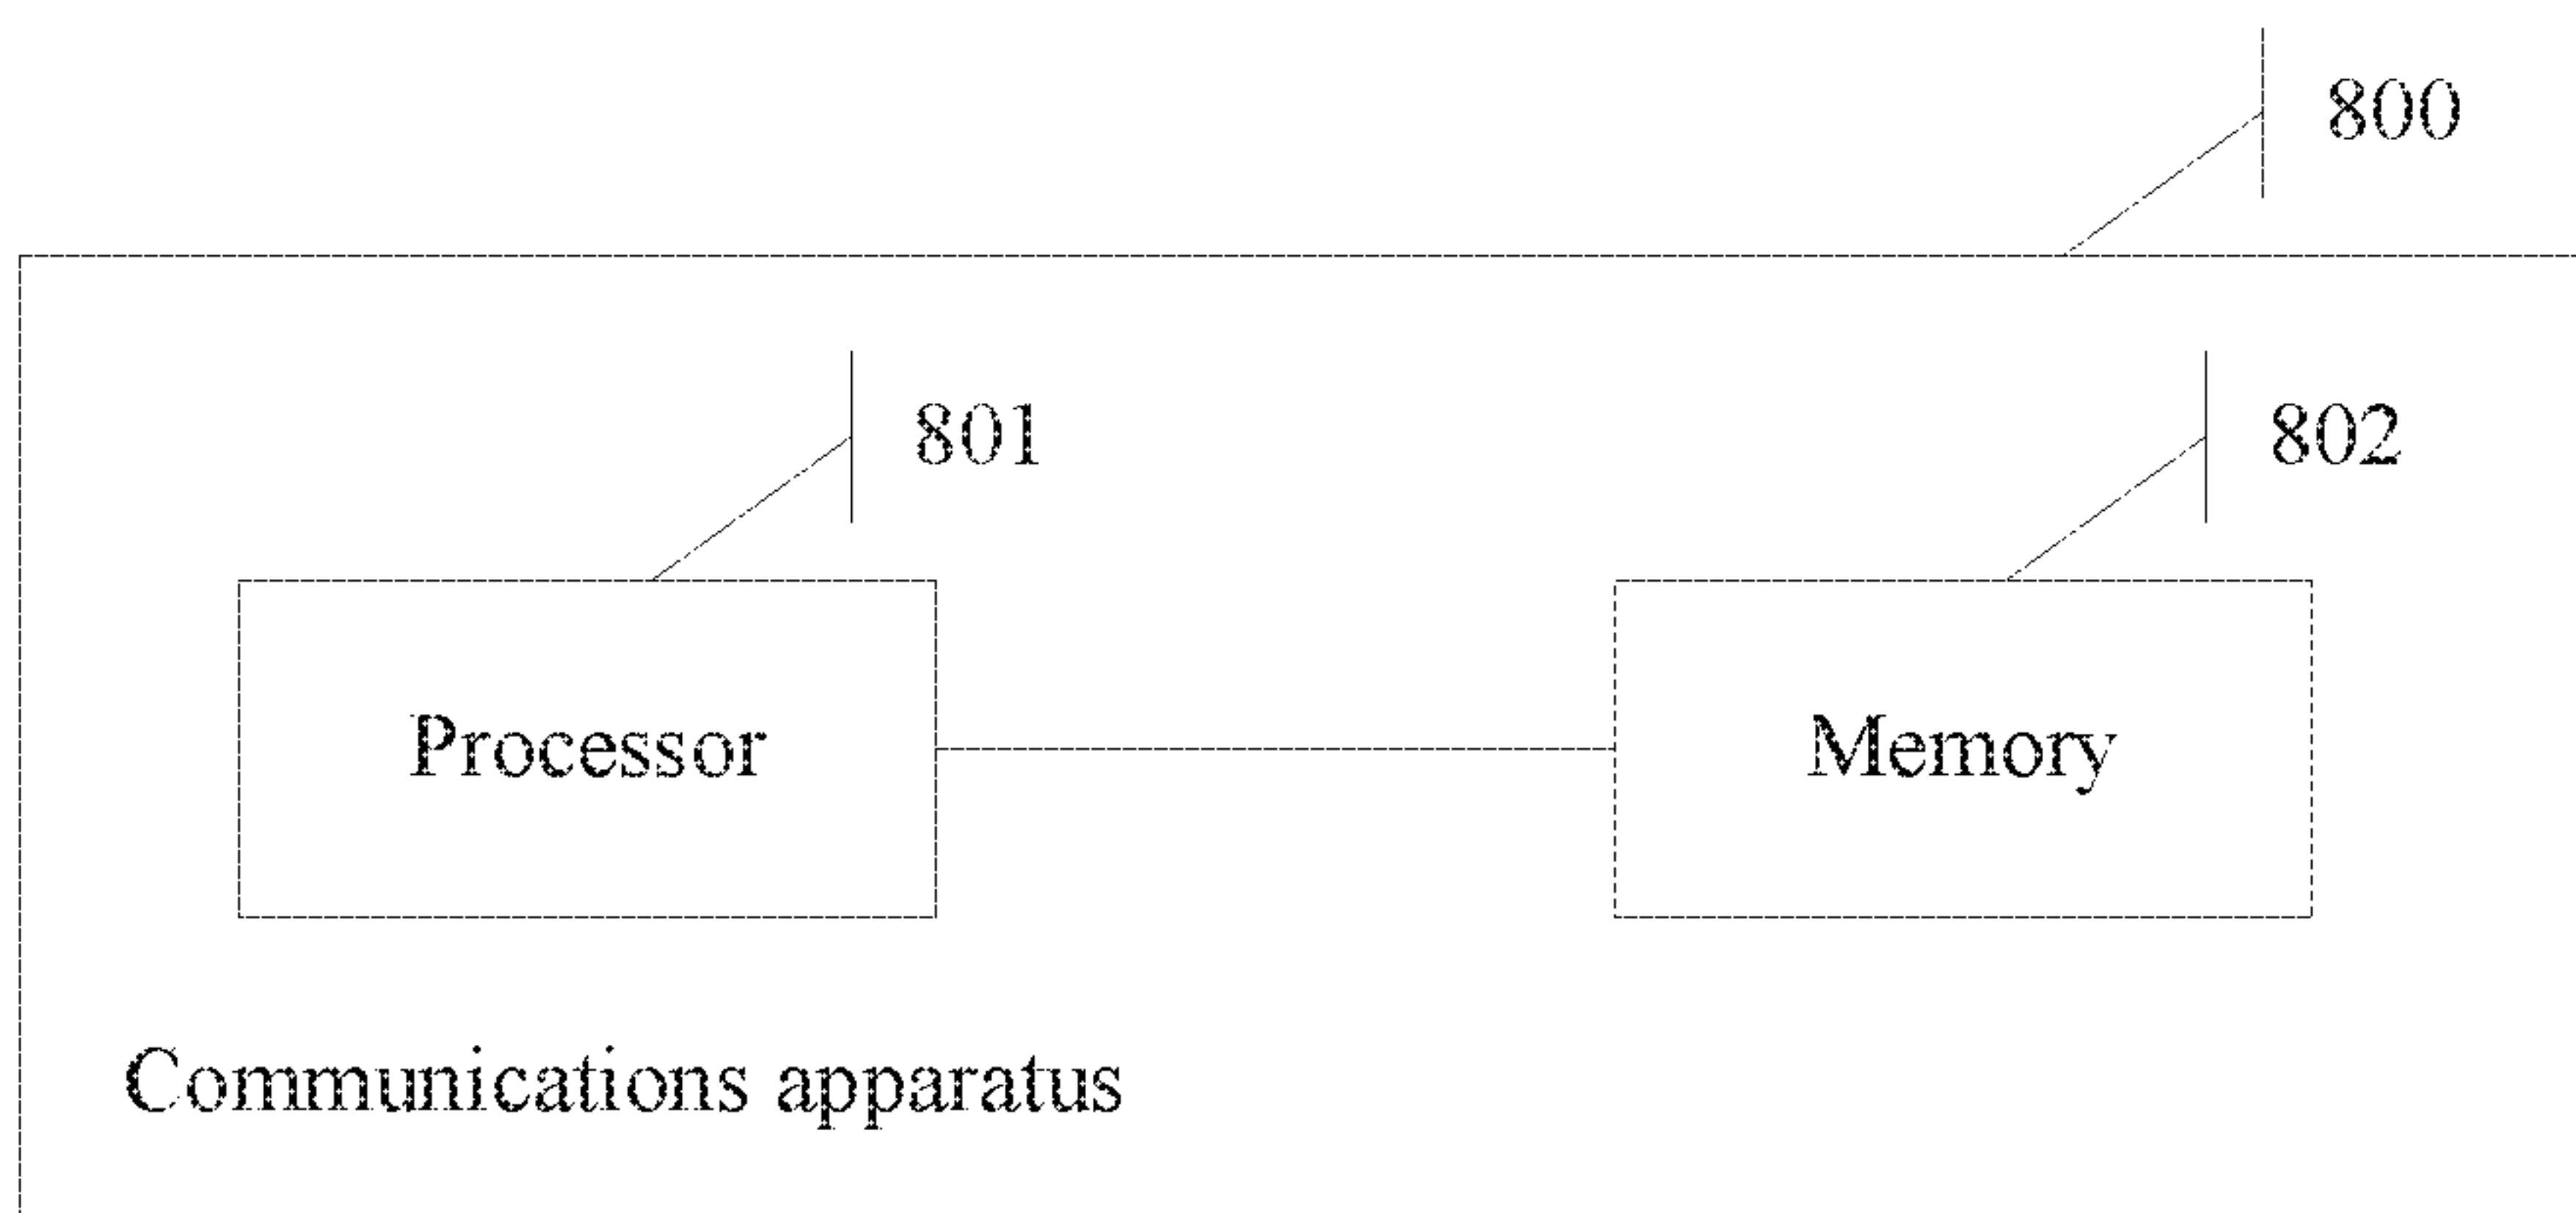 800
801
802
Processor
Memory
Communications apparatus